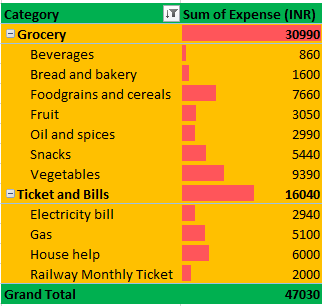 Category Sum of Expense (INR)
Grocery 30990
Beverages 860
Bread and bakery 1600
Foodgrains and cereals 7660
Fruit 3050
Oil and spices 2990
Snacks 5440
Vegetables 9390
Ticket and Bills 16040
Electricity bill 2940
Gas 5100
House help 6000
Railway Monthly Ticket 2000
Grand Total 47030